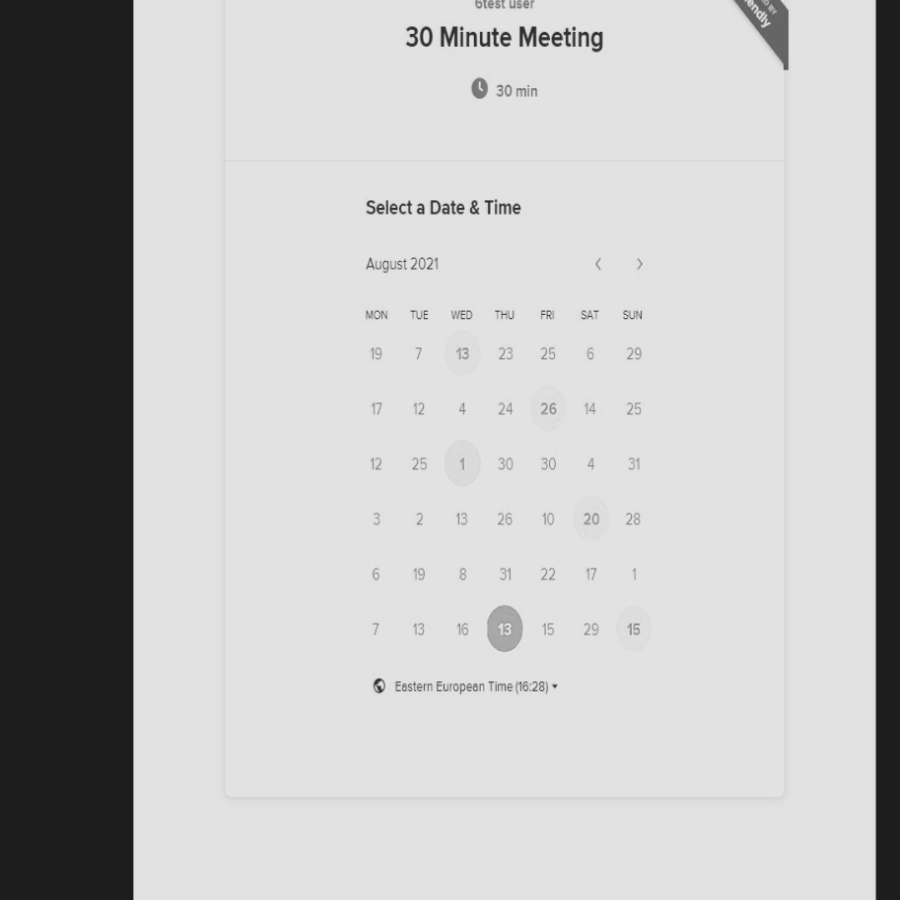 6test user
30 Minute Meeting
30 min
Select a Date & Time
August 2021
MON TUE WED THU FRI SAT SUN
19 7 13 23 25 6 29
17 12 4 24 26 14 25
12 25 1 30 30 4 31
3 2 13 26 10 20 28
6 19 8 31 22 17 1
7 13 16 13 15 29 15
Eastern European Time (16:28)